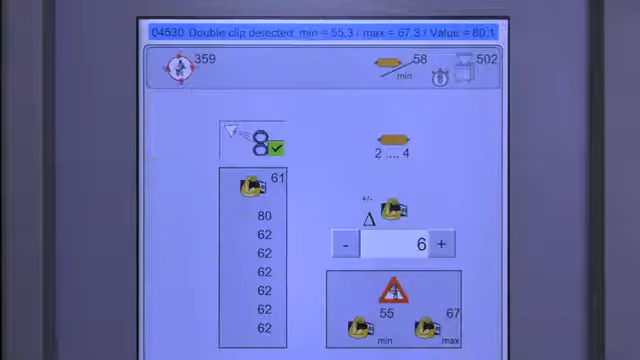 04530 Double clip detected: min = 55,3 / max = 67,3 / Value = 80,1
359
58
min
502
61
80
62
62
62
62
62
62
2 .... 4
+/-
Δ
- 6 +
55
min
67
max